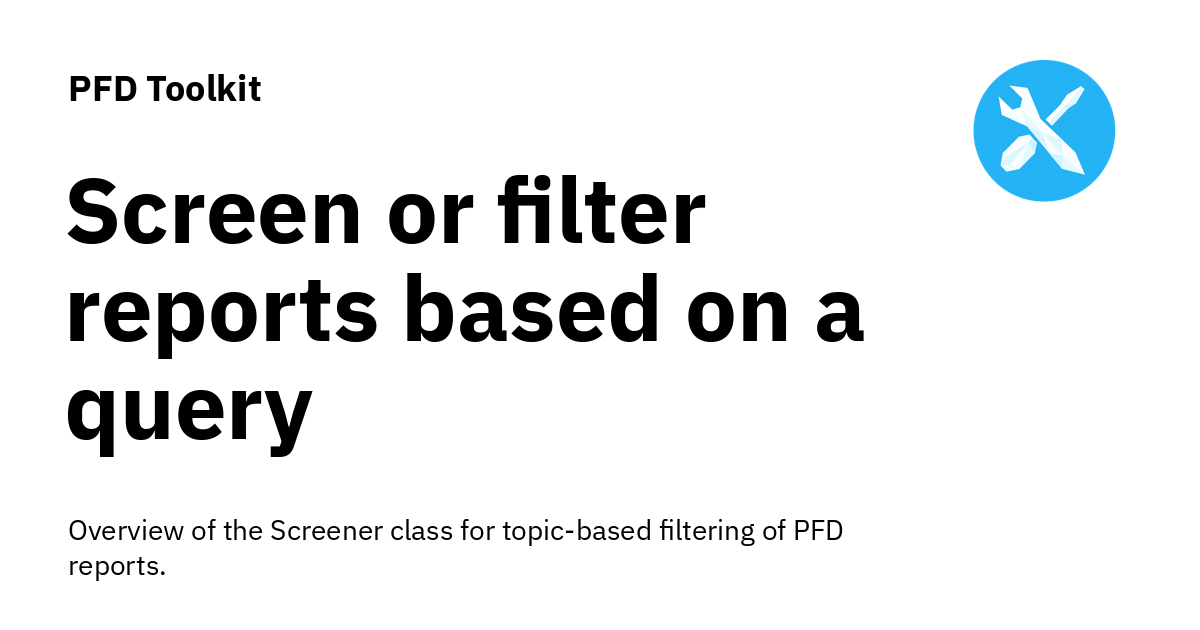 PFD Toolkit
Screen or filter
reports based on a
query
Overview of the Screener class for topic-based filtering of PFD
reports.